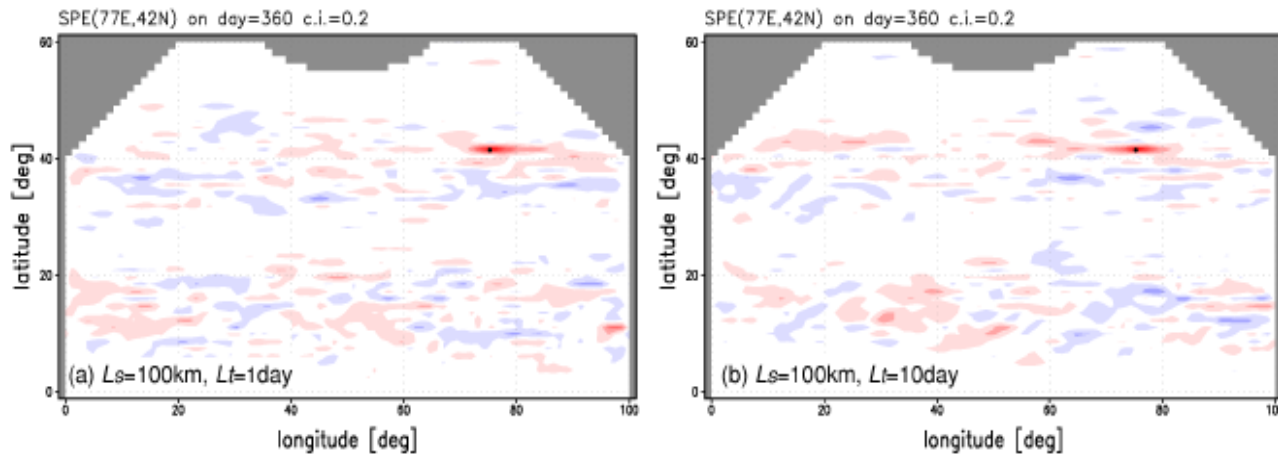 SPE(77E,42N) on day=360 c.i.=0.2
60
40
20
0
latitude [deg]
(a) Ls=100km, Lt=1day
0 20 40 60 80 100
longitude [deg]
SPE(77E,42N) on day=360 c.i.=0.2
60
40
20
0
latitude [deg]
(b) Ls=100km, Lt=10day
0 20 40 60 80 100
longitude [deg]